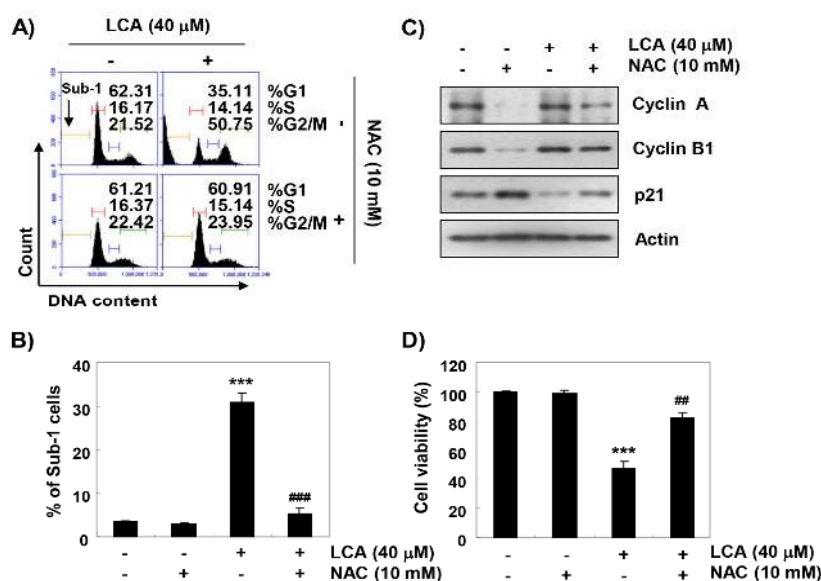 A)
LCA (40 μM)
- +
Sub-1
62.31 35.11 %G1
16.17 14.14 %S
21.52 50.75 %G2/M -
61.21 60.91 %G1
16.37 15.14 %S
22.42 23.95 %G2/M +
NAC (10 mM)
Count
DNA content
B)
% of Sub-1 cells
40
30
20
10
0
***
###
- - + + LCA (40 μM)
- + - + NAC (10 mM)
C)
- - + + LCA (40 μM)
- + - + NAC (10 mM)
Cyclin A
Cyclin B1
p21
Actin
D)
Cell viability (%)
120
100
80
60
40
20
0
***
##
- - + + LCA (40 μM)
- + - + NAC (10 mM)